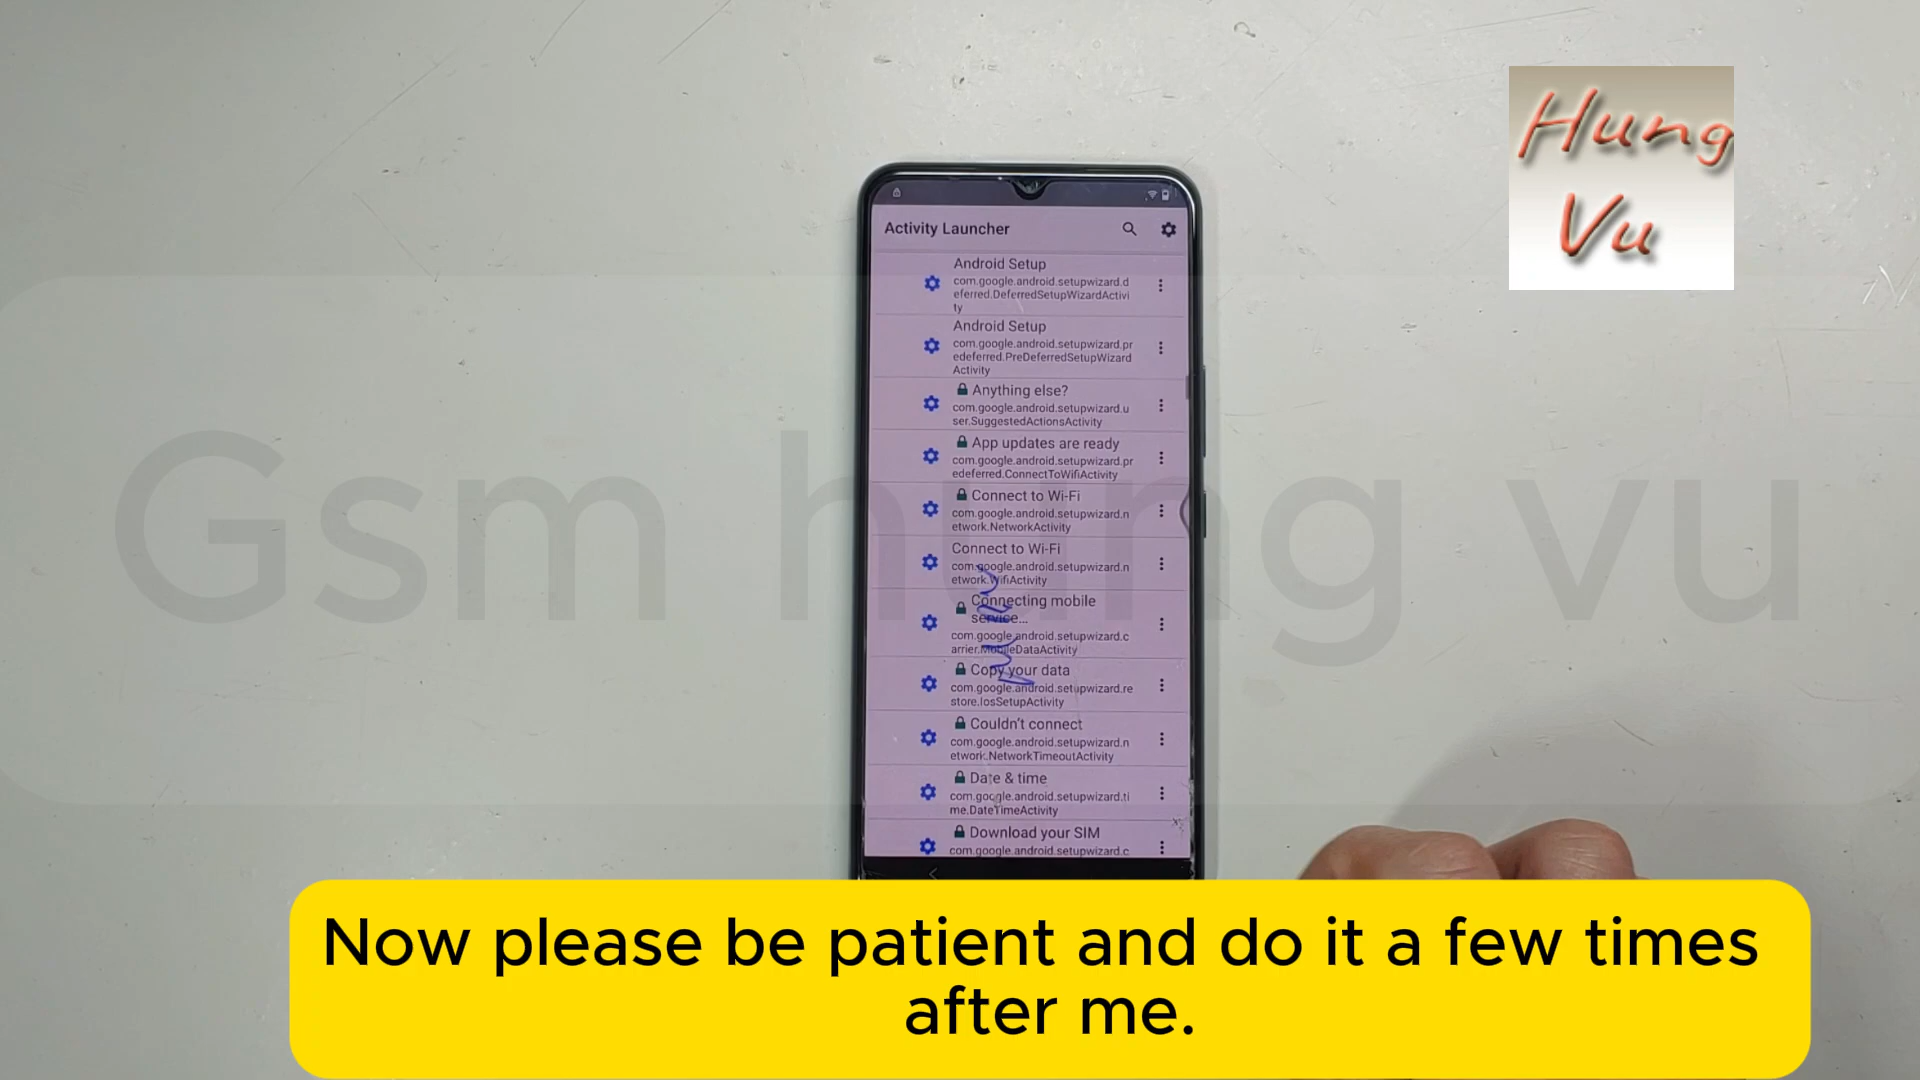 Hung
Vu
Activity Launcher
Android Setup
com.google.android.setupwizard.d
eferred.DeferredSetupWizardActivi
ty
Android Setup
com.google.android.setupwizard.pr
edeferred.PreDeferredSetupWizard
Activity
Anything else?
com.google.android.setupwizard.u
ser.SuggestedActionsActivity
App updates are ready
com.google.android.setupwizard.pr
edeferred.ConnectToWifiActivity
Connect to Wi-Fi
com.google.android.setupwizard.n
etwork.NetworkActivity
Connect to Wi-Fi
com.google.android.setupwizard.n
etwork.WifiActivity
Connecting mobile
service...
com.google.android.setupwizard.c
arrier.MobileDataActivity
Copy your data
com.google.android.setupwizard.re
store.IosSetupActivity
Couldn't connect
com.google.android.setupwizard.n
etwork.NetworkTimeoutActivity
Date & time
com.google.android.setupwizard.ti
me.DateTimeActivity
Download your SIM
com.google.android.setupwizard.c
Gsm hung vu
Now please be patient and do it a few times
after me.